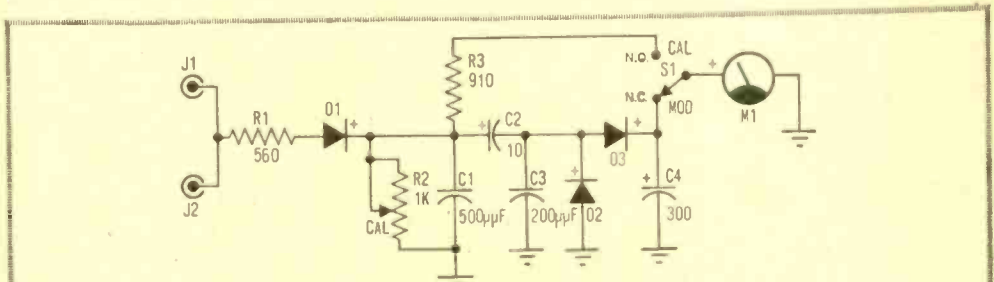 J1
R1
560
D1
+
R3
910
+
C2
10
R2
1K
CAL
C1
500µµF
C3
200µµF
D2
+
D3
+
N.O.
CAL
S1
N.C.
MOD
+
C4
300
+
M1
J2